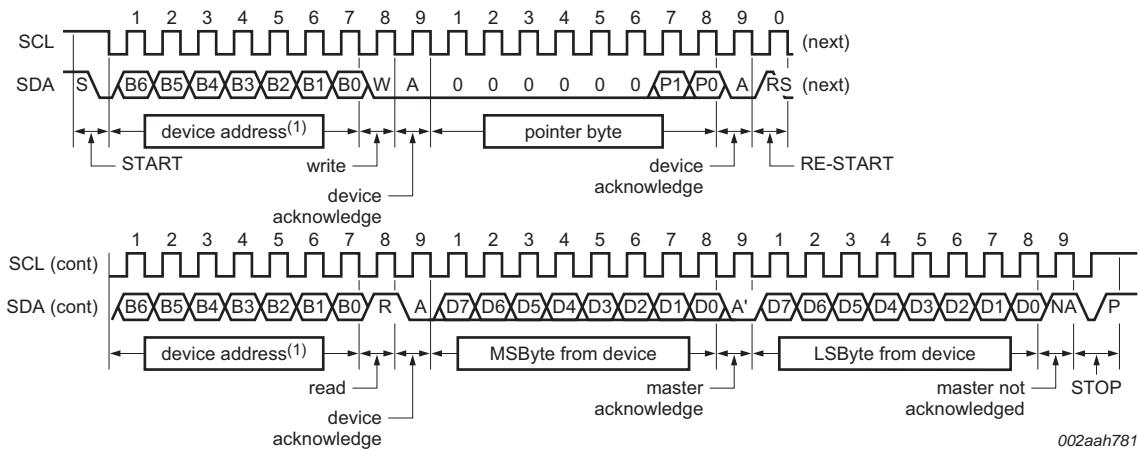 1 2 3 4 5 6 7 8 9 1 2 3 4 5 6 7 8 9 0
SCL (next)
SDA S B6 B5 B4 B3 B2 B1 B0 W A 0 0 0 0 0 0 P1 P0 A RS (next)
device address(1) pointer byte
START write device RE-START
acknowledge
device
acknowledge
1 2 3 4 5 6 7 8 9 1 2 3 4 5 6 7 8 9 1 2 3 4 5 6 7 8 9
SCL (cont)
SDA (cont) B6 B5 B4 B3 B2 B1 B0 R A D7 D6 D5 D4 D3 D2 D1 D0 A' D7 D6 D5 D4 D3 D2 D1 D0 NA P
device address(1) MSByte from device LSByte from device
read master master not STOP
acknowledge acknowledged
device
acknowledge
002aah781